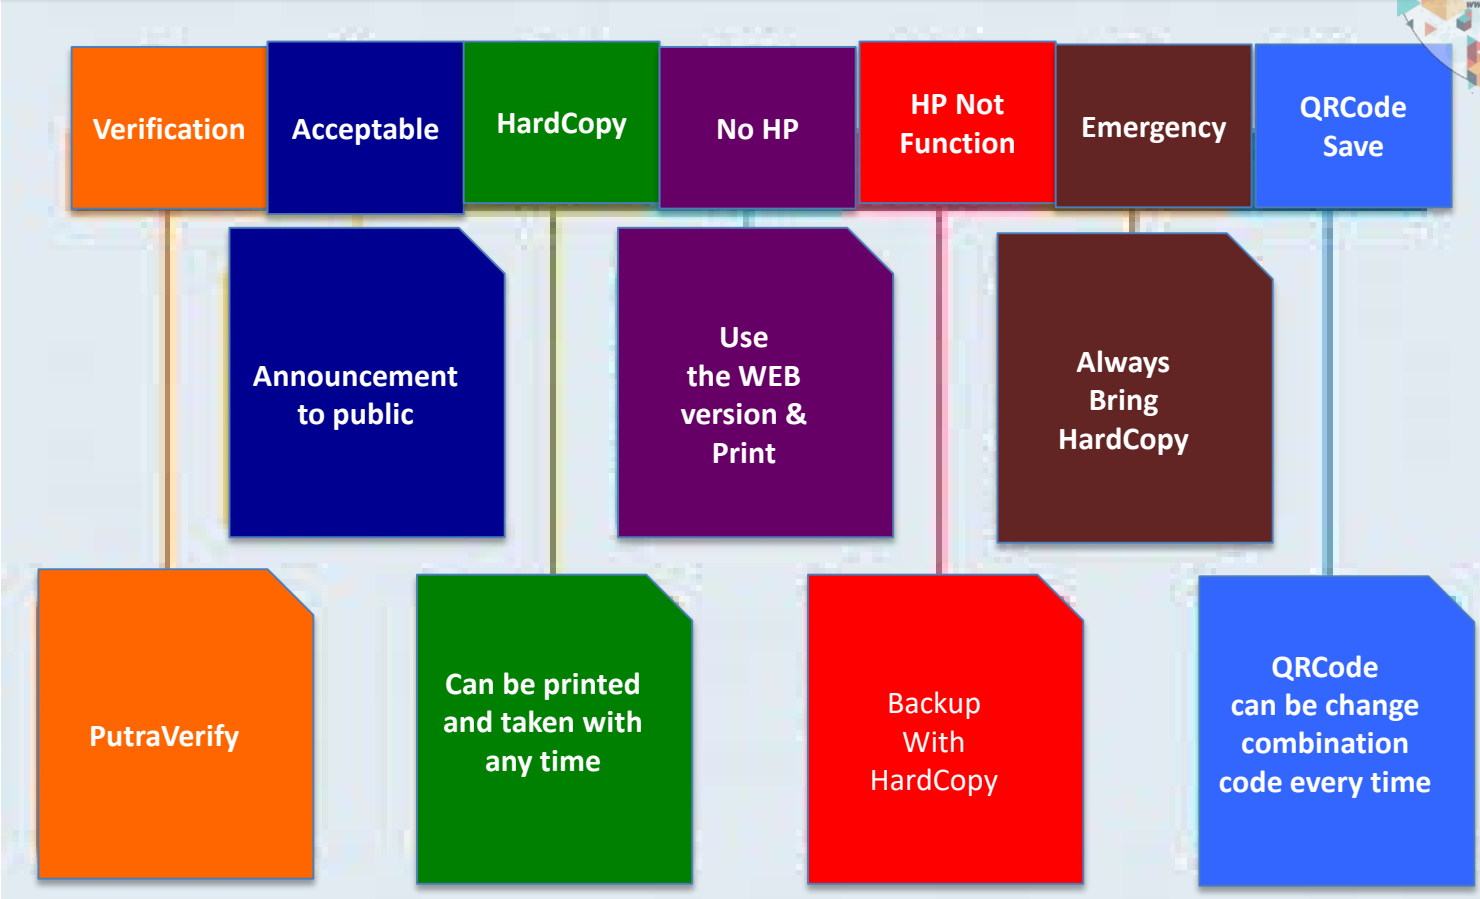 Verification
Acceptable
HardCopy
No HP
HP Not
Function
Emergency
QRCode
Save
Announcement
to public
Use
the WEB
version &
Print
Always
Bring
HardCopy
PutraVerify
Can be printed
and taken with
any time
Backup
With
HardCopy
QRCode
can be change
combination
code every time